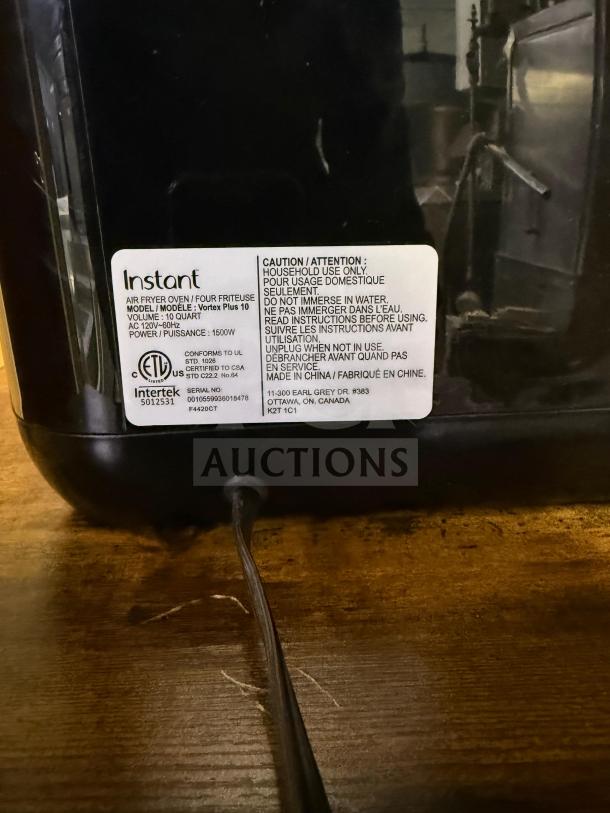 Instant
AIR FRYER OVEN / FOUR FRITEUSE
MODEL / MODÈLE : Vortex Plus 10
VOLUME : 10 QUART
AC 120V~60Hz
POWER / PUISSANCE : 1500W
C ETL US
LISTED
Intertek
5012531
CONFORMS TO UL
STD. 1026
CERTIFIED TO CSA
STD C22.2 No.64
SERIAL NO:
0010559936018478
F4420CT
CAUTION / ATTENTION :
HOUSEHOLD USE ONLY.
POUR USAGE DOMESTIQUE
SEULEMENT.
DO NOT IMMERSE IN WATER.
NE PAS IMMERGER DANS L'EAU.
READ INSTRUCTIONS BEFORE USING.
SUIVRE LES INSTRUCTIONS AVANT
UTILISATION.
UNPLUG WHEN NOT IN USE.
DÉBRANCHER AVANT QUAND PAS
EN SERVICE.
MADE IN CHINA / FABRIQUÉ EN CHINE.
11-300 EARL GREY DR. #383
OTTAWA, ON, CANADA
K2T 1C1
AUCTIONS